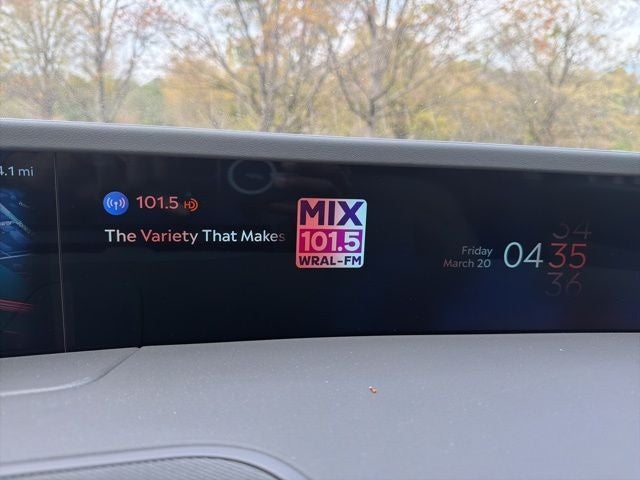 4.1 mi
101.5 HD
The Variety That Makes
MIX
101.5
WRAL-FM
Friday
March 20
34
04 35
36